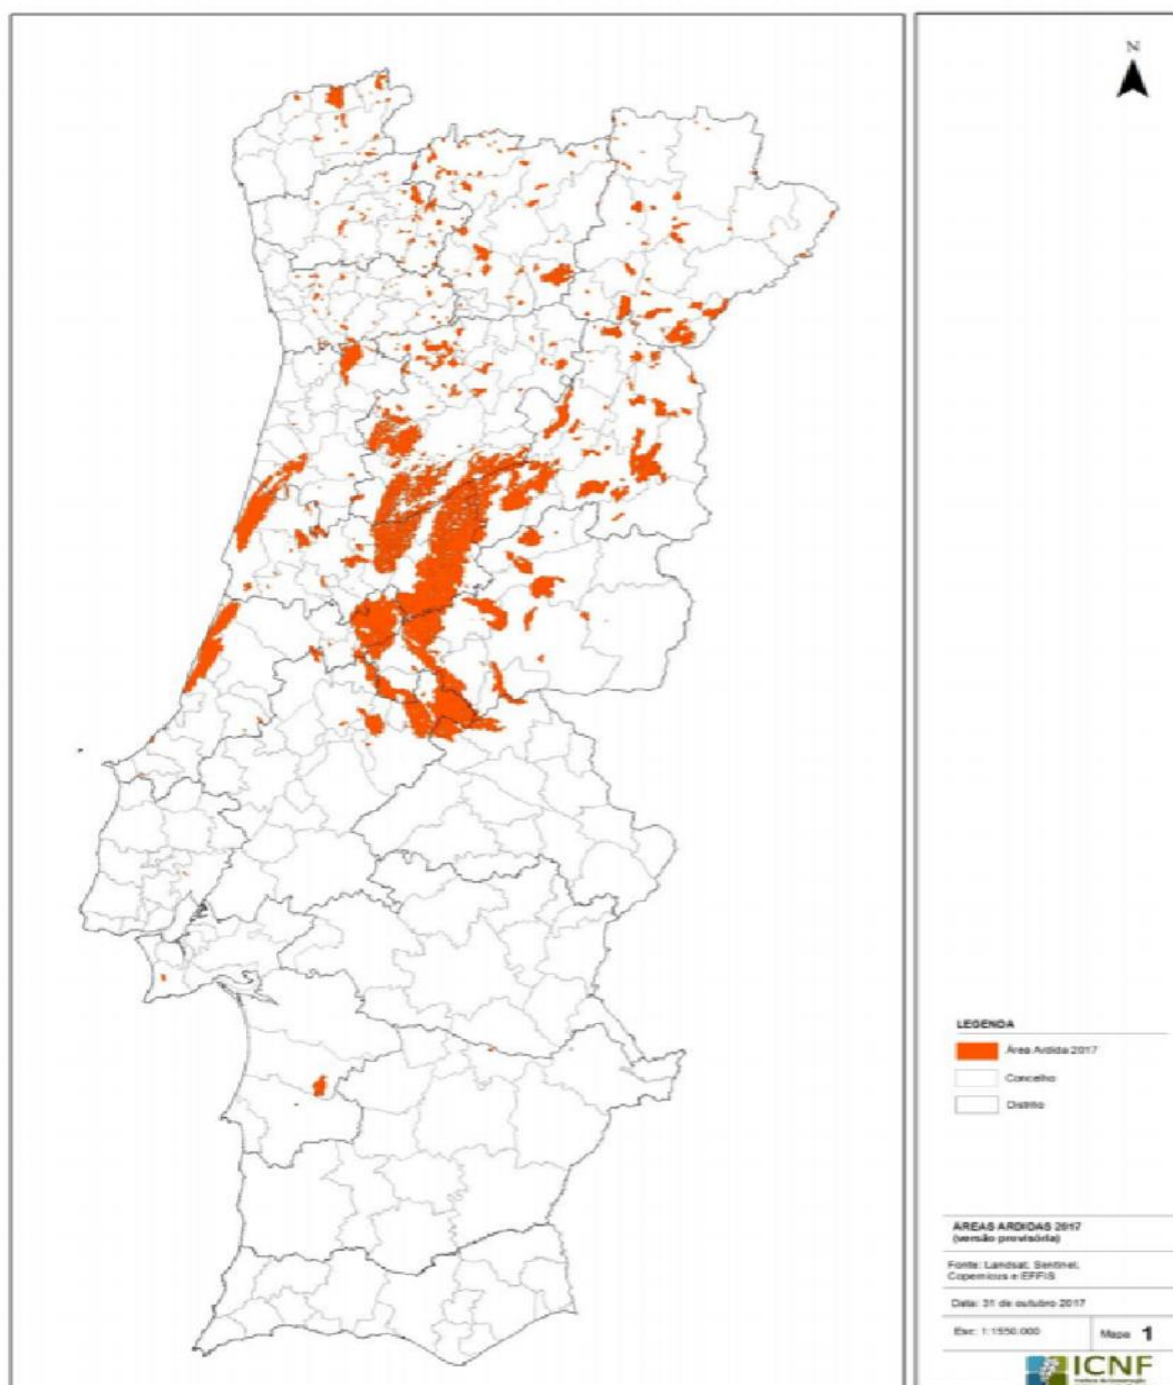 N
LEGENDA
Área Ardida 2017
Concelho
Distrito
ÁREAS ARDIDAS 2017
(versão provisória)
Fonte: Landsat, Sentinel,
Copernicus e EFFIS
Data: 31 de outubro 2017
Esc: 1:1550.000
Mapa 1
ICNF